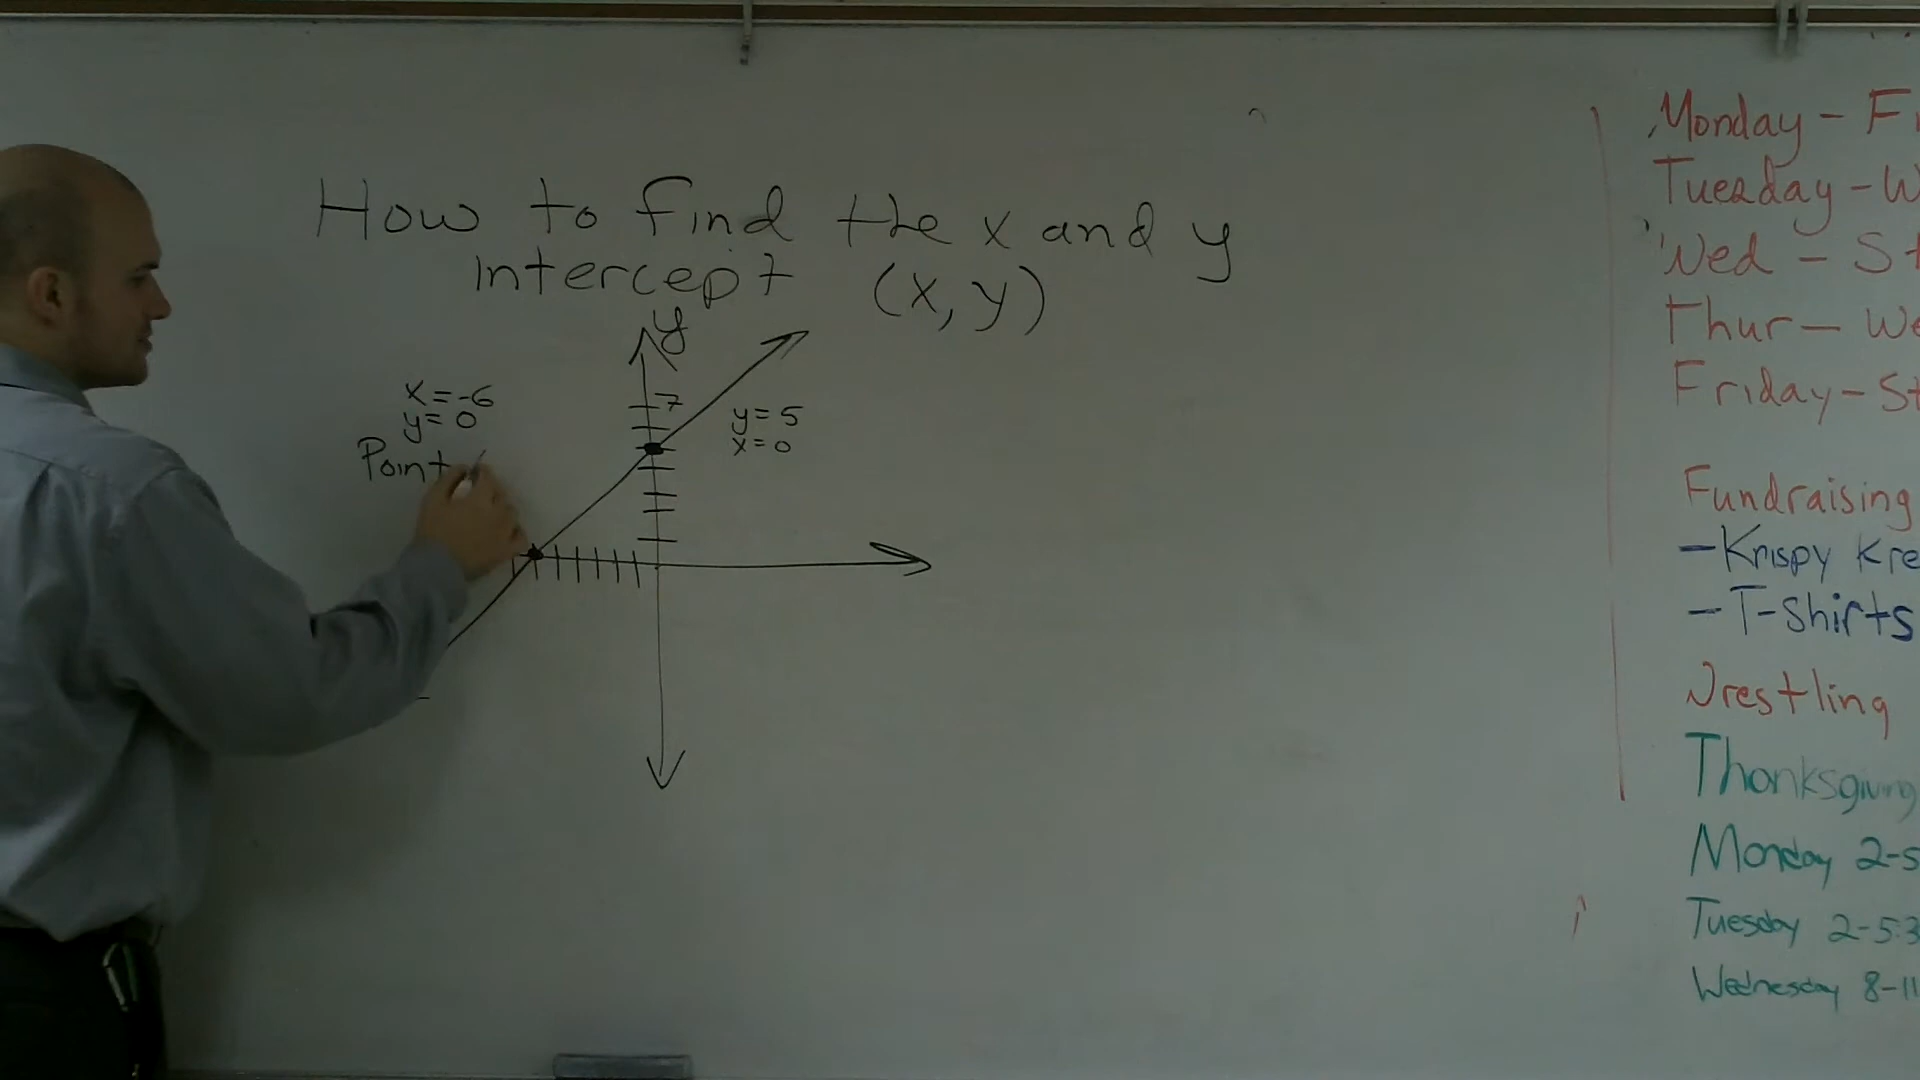 How to find the x and y
intercept (x,y)
y
7
x=-6
y=0
Point
y=5
x=0
Monday - F
Tuesday - W
Wed - St
Thur - We
Friday - St
Fundraising
- Krispy Kre
- T-Shirts
Wrestling
Thanksgiving
Monday 2-5
Tuesday 2-5:3
Wednesday 8-11